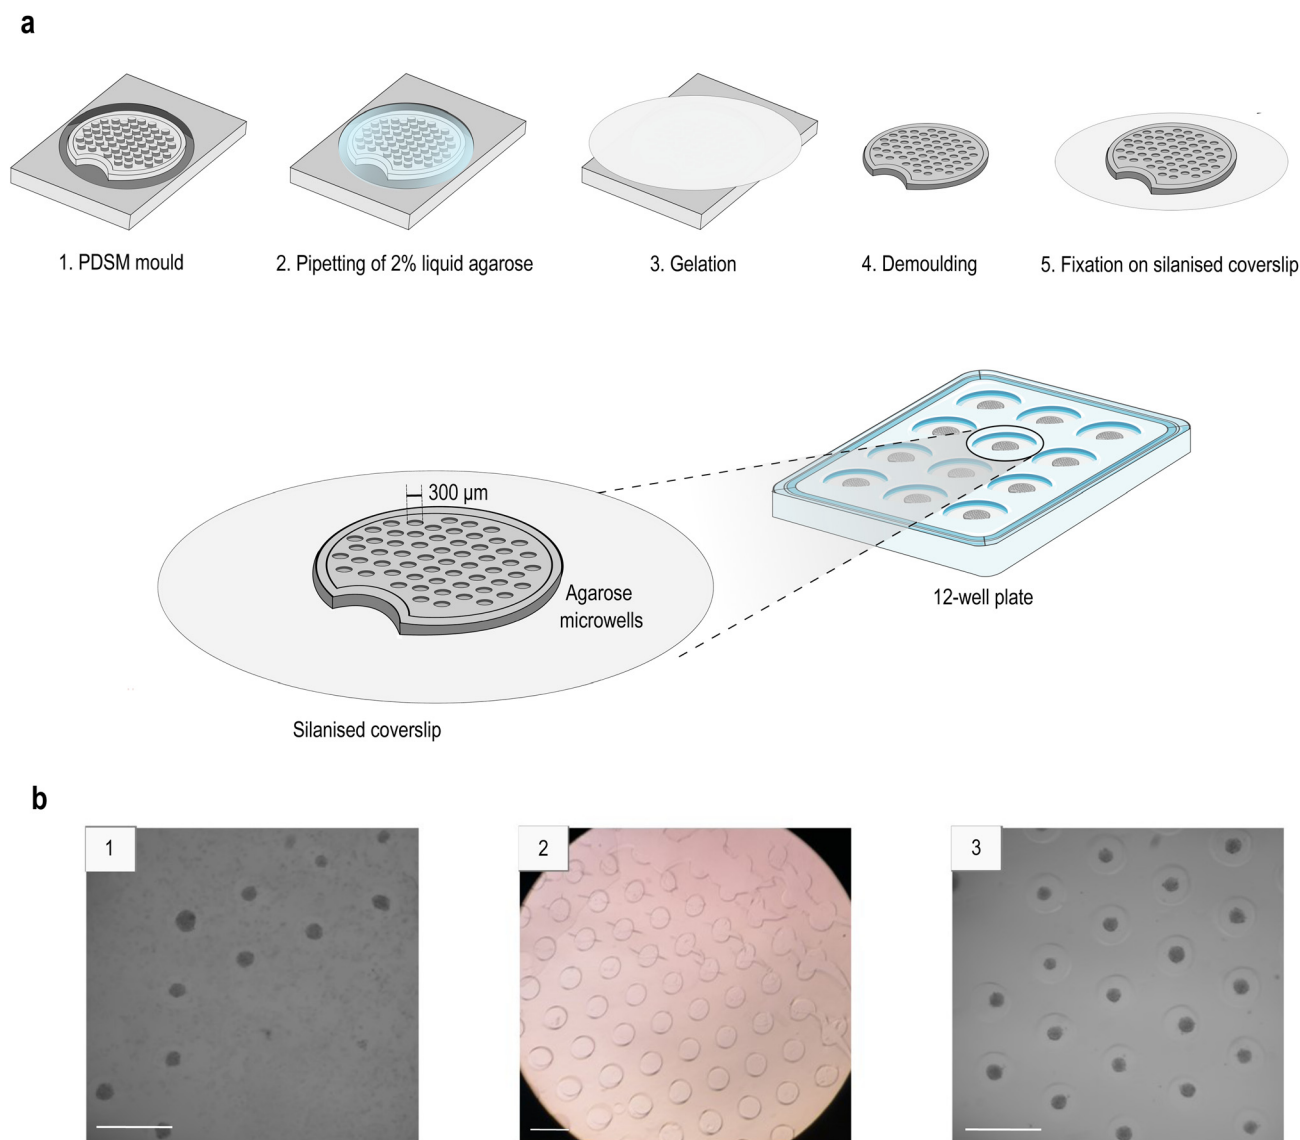 a
1. PDSM mould
2. Pipetting of 2% liquid agarose
3. Gelation
4. Demoulding
5. Fixation on silanised coverslip
300 µm
Agarose
microwells
12-well plate
Silanised coverslip
b
1
2
3